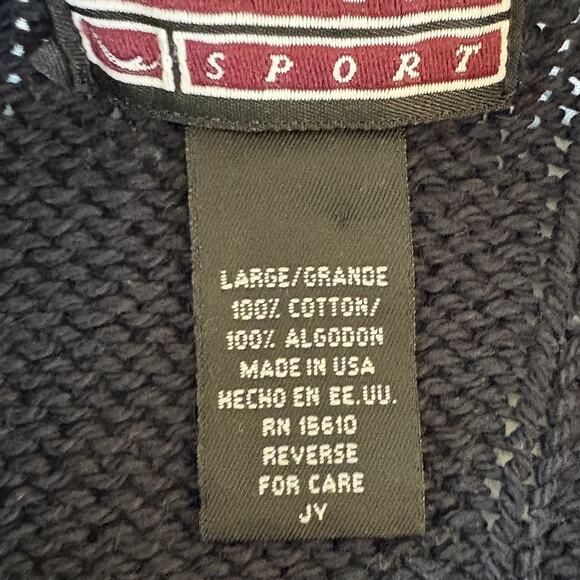 SPORT
LARGE/GRANDE
100% COTTON/
100% ALGODON
MADE IN USA
HECHO EN EE.UU.
RN 15610
REVERSE
FOR CARE
JY